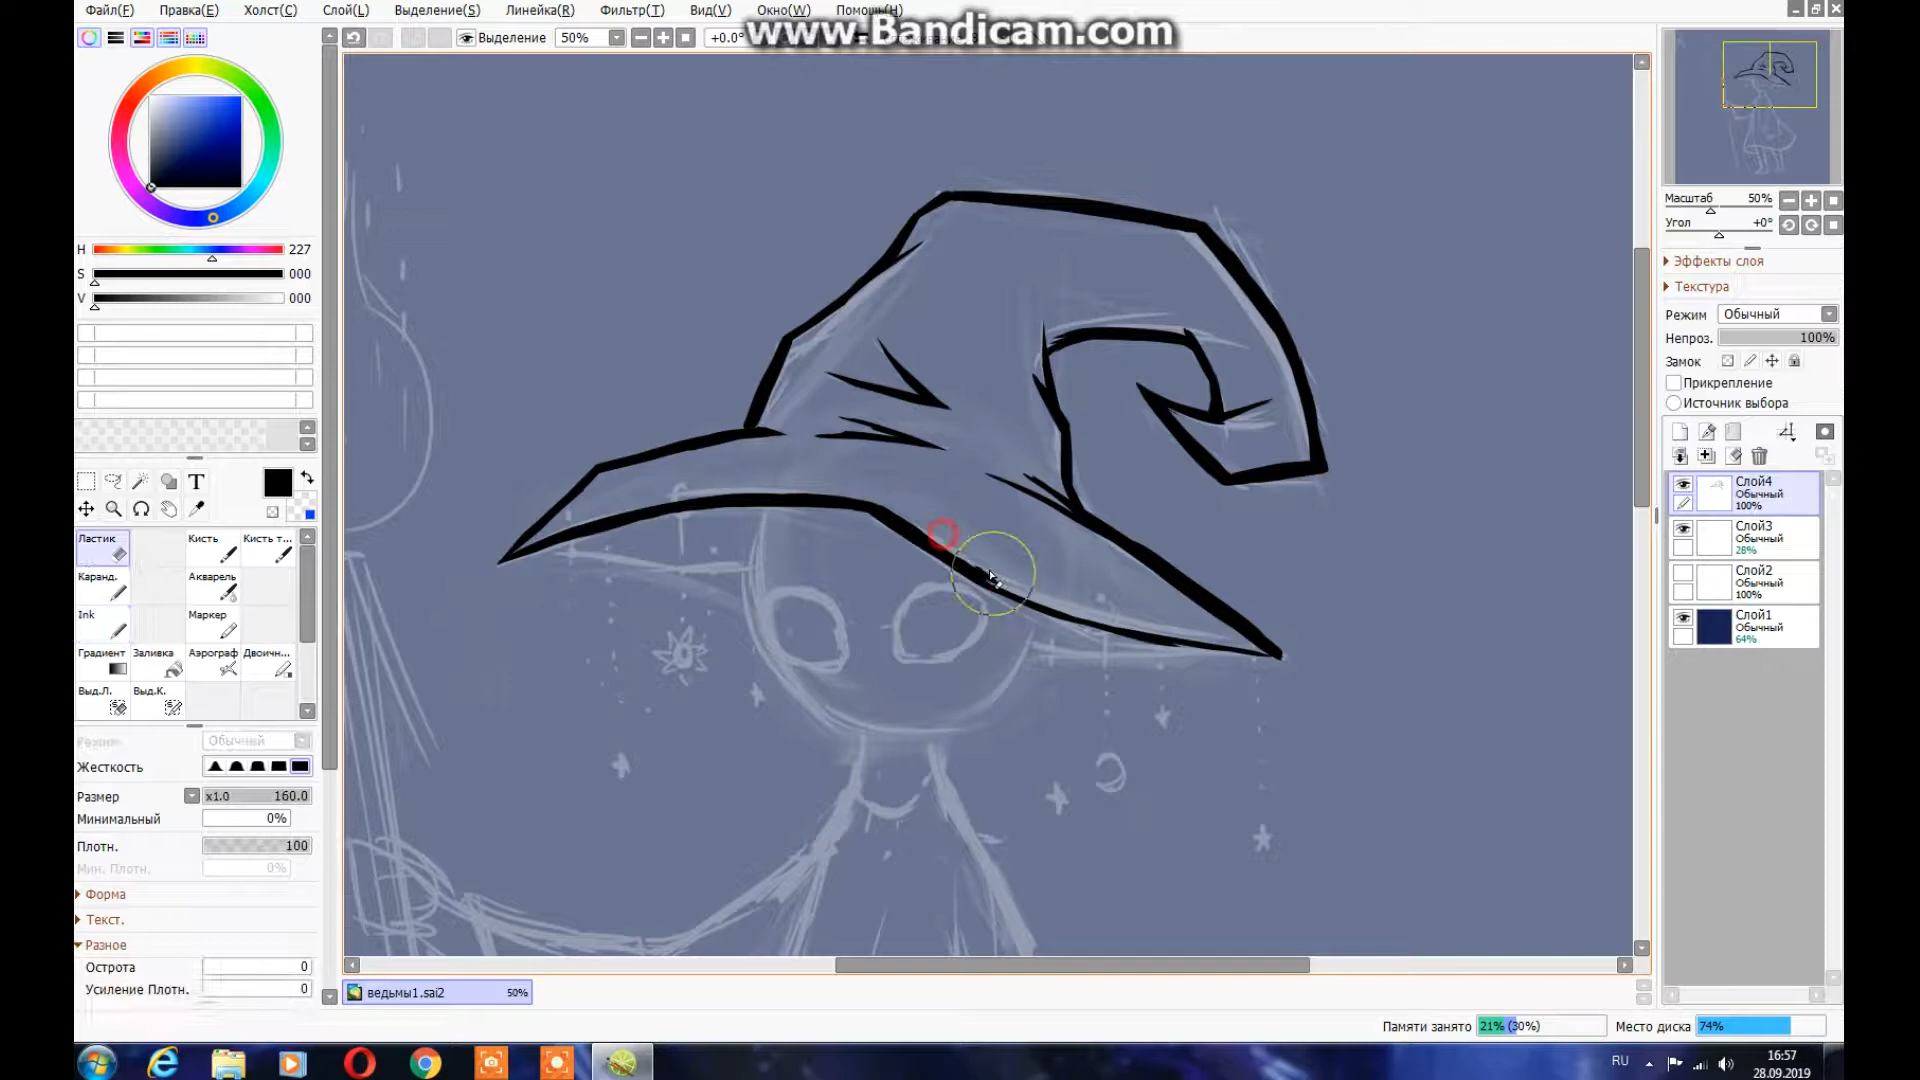 Файл(F) Правка(E) Холст(C) Слой(L) Выделение(S) Линейка(R) Фильтр(T) Вид(V) Окно(W) Помощь(H)
www.Bandicam.com
Выделение 50% +0.0°
H 227
S 000
V 000
T
Ластик Кисть Кисть т...
Каранд. Акварель
Ink Маркер
Градиент Заливка Аэрограф Двоичн...
Выд.Л. Выд.К.
Режим Обычный
Жесткость
Размер x1.0 160.0
Минимальный 0%
Плотн. 100
Мин. Плотн. 0%
Форма
Текст.
Разное
Острота 0
Усиление Плотн. 0
ведьмы1.sai2 50%
Масштаб 50%
Угол +0°
Эффекты слоя
Текстура
Режим Обычный
Непроз. 100%
Замок
Прикрепление
Источник выбора
Слой4
Обычный
100%
Слой3
Обычный
28%
Слой2
Обычный
100%
Слой1
Обычный
64%
Памяти занято 21% (30%) Место диска 74%
RU 16:57
28.09.2019